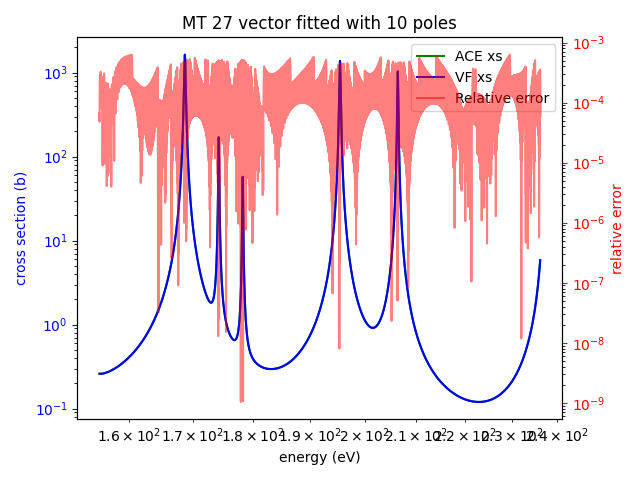 MT 27 vector fitted with 10 poles
ACE xs
VF xs
Relative error
10³
10²
10¹
10⁰
10⁻¹
cross section (b)
10⁻³
10⁻⁴
10⁻⁵
10⁻⁶
10⁻⁷
10⁻⁸
10⁻⁹
relative error
1.6 × 10² 1.7 × 10² 1.8 × 10² 1.9 × 10² 2 × 10² 2.1 × 10² 2.2 × 10² 2.3 × 10² 2.4 × 10²
energy (eV)